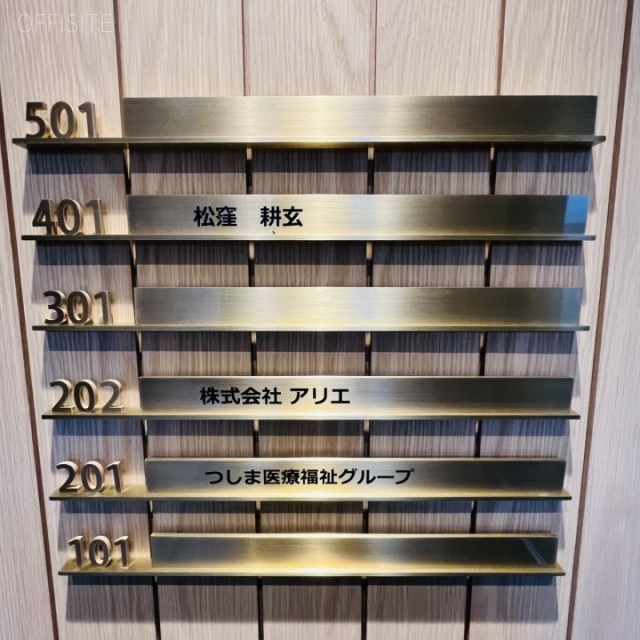 OFFISITE
501
401 松窪 耕玄
301
202 株式会社 アリエ
201 つしま医療福祉グループ
101